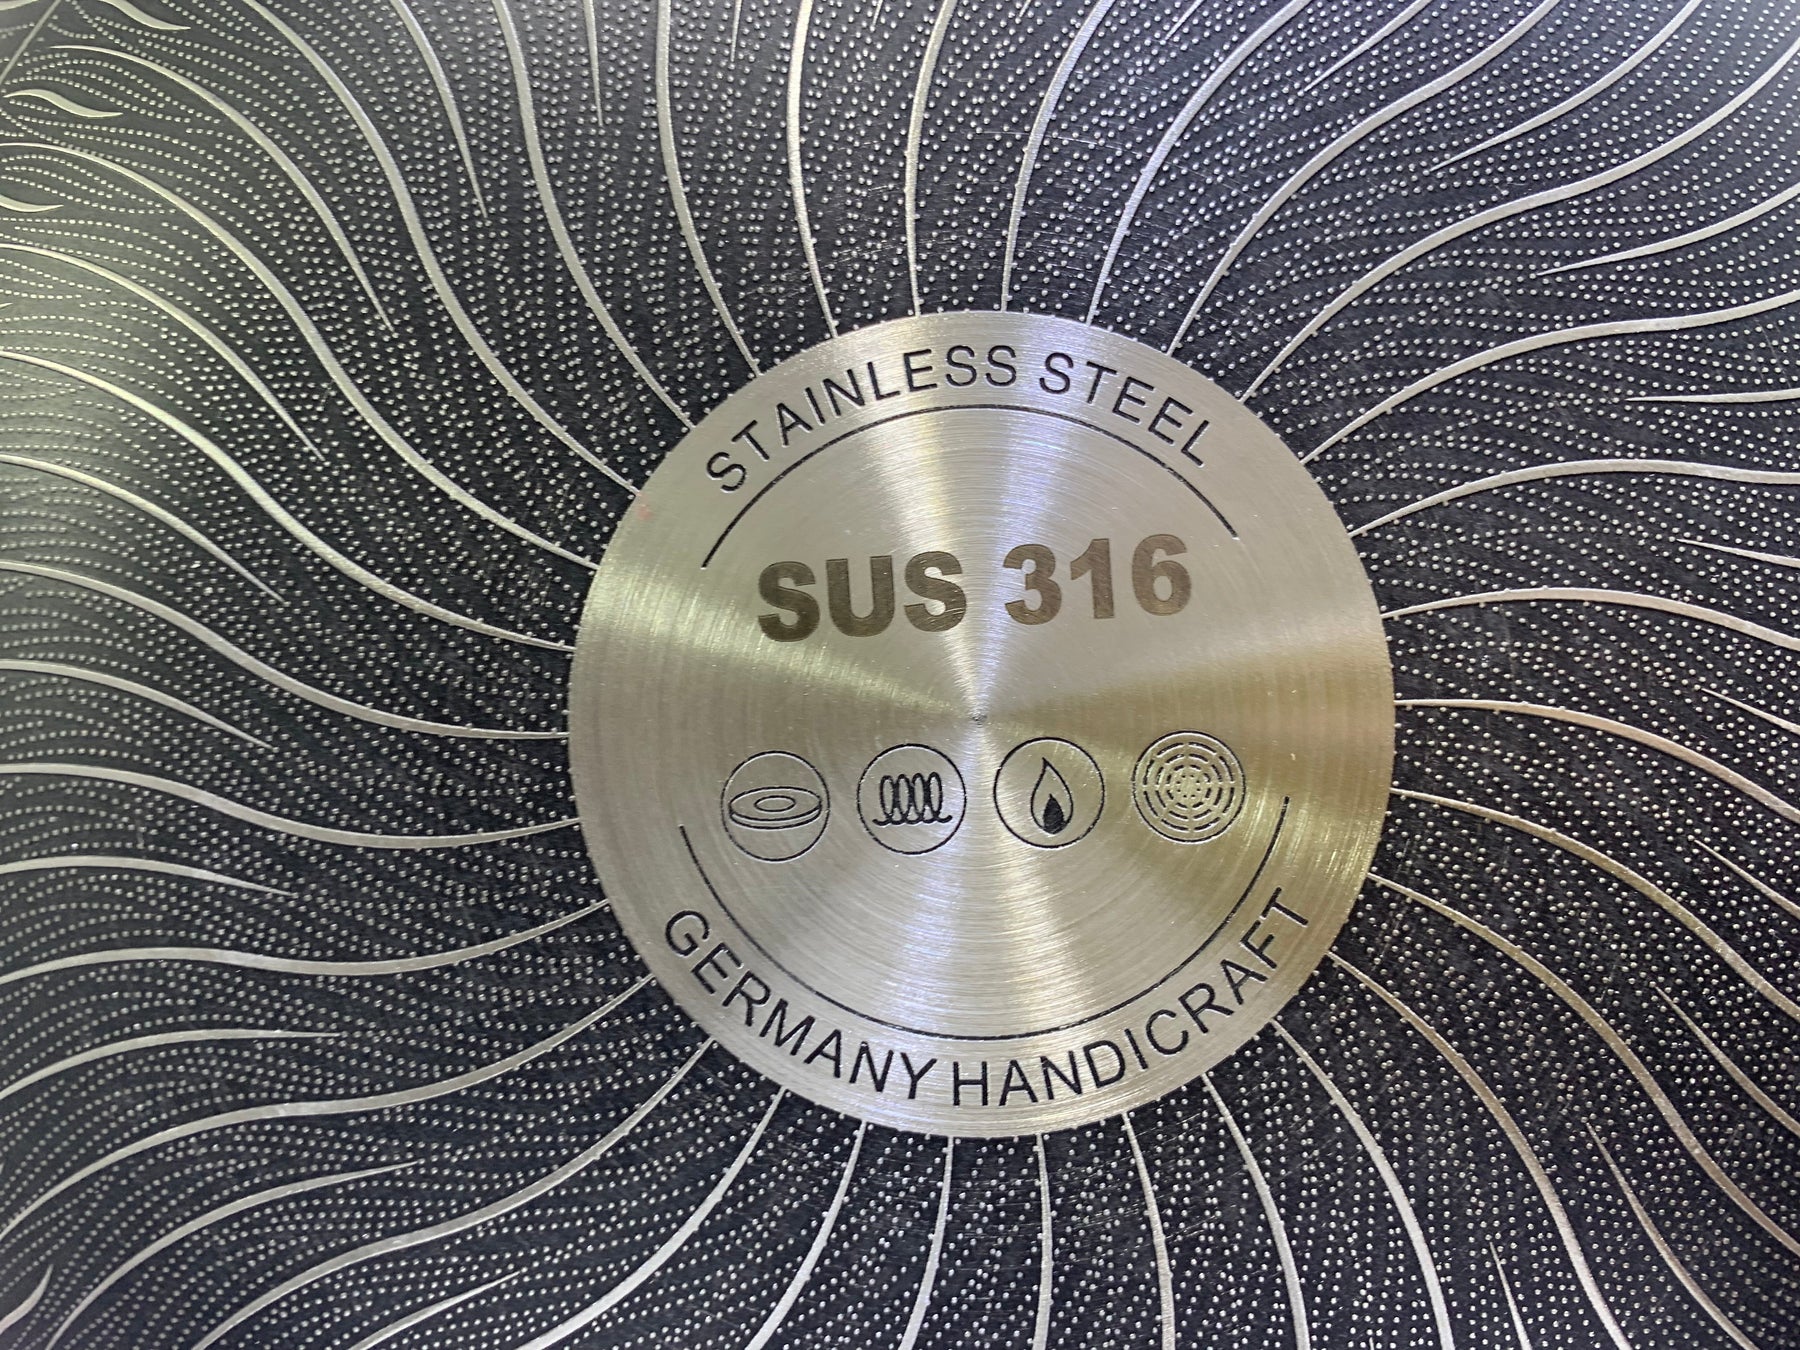 STAINLESS STEEL
SUS 316
GERMANY HANDICRAFT